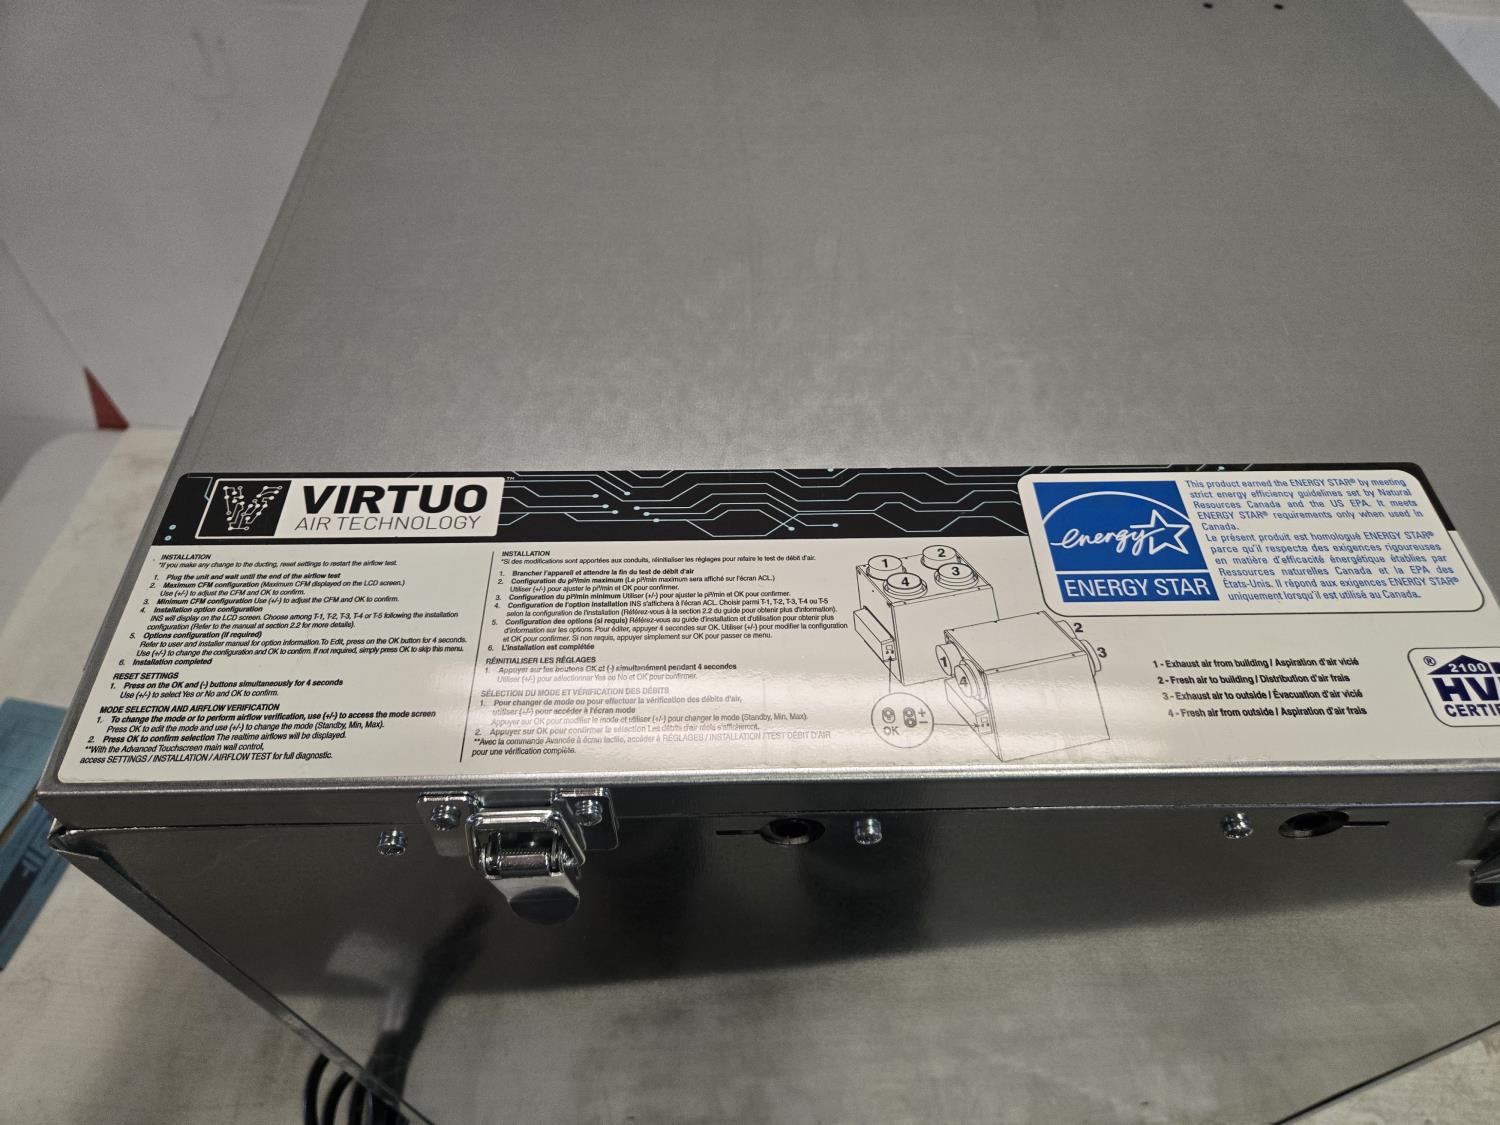 VIRTUO
AIR TECHNOLOGY
TM
INSTALLATION
*If you make any change to the ducting, reset settings to restart the airflow test.
1. Plug the unit and wait until the end of the airflow test
2. Maximum CFM configuration (Maximum CFM displayed on the LCD screen.)
Use (+/-) to adjust the CFM and OK to confirm.
3. Minimum CFM configuration Use (+/-) to adjust the CFM and OK to confirm.
4. Installation option configuration
INS will display on the LCD screen. Choose among T-1, T-2, T-3, T-4 or T-5 following the installation
configuration (Refer to the manual at section 2.2 for more details).
5. Options configuration (if required)
Refer to user and installer manual for option information. To Edit, press on the OK button for 4 seconds.
Use (+/-) to change the configuration and OK to confirm. If not required, simply press OK to skip this menu.
6. Installation completed
RESET SETTINGS
1. Press on the OK and (-) buttons simultaneously for 4 seconds
Use (+/-) to select Yes or No and OK to confirm.
MODE SELECTION AND AIRFLOW VERIFICATION
1. To change the mode or to perform airflow verification, use (+/-) to access the mode screen
Press OK to edit the mode and use (+/-) to change the mode (Standby, Min, Max).
2. Press OK to confirm selection The realtime airflows will be displayed.
**With the Advanced Touchscreen main wall control,
access SETTINGS / INSTALLATION / AIRFLOW TEST for full diagnostic.
INSTALLATION
*Si des modifications sont apportées aux conduits, réinitialiser les réglages pour refaire le test de débit d'air.
1. Brancher l'appareil et attendre la fin du test de débit d'air
2. Configuration du pi³/min maximum (Le pi³/min maximum sera affiché sur l'écran ACL.)
Utiliser (+/-) pour ajuster le pi³/min et OK pour confirmer.
3. Configuration du pi³/min minimum Utiliser (+/-) pour ajuster le pi³/min et OK pour confirmer.
4. Configuration de l'option Installation INS s'affichera à l'écran ACL. Choisir parmi T-1, T-2, T-3, T-4 ou T-5
selon la configuration de l'installation (Référez-vous à la section 2.2 du guide pour obtenir plus d'information).
5. Configuration des options (si requis) Référez-vous au guide d'installation et d'utilisation pour obtenir plus
d'information sur les options. Pour éditer, appuyer 4 secondes sur OK. Utiliser (+/-) pour modifier la configuration
et OK pour confirmer. Si non requis, appuyer simplement sur OK pour passer ce menu.
6. L'installation est complétée
RÉINITIALISER LES RÉGLAGES
1. Appuyer sur les boutons OK et (-) simultanément pendant 4 secondes
Utiliser (+/-) pour sélectionner Yes ou No et OK pour confirmer.
SÉLECTION DU MODE ET VÉRIFICATION DES DÉBITS
1. Pour changer de mode ou pour effectuer la vérification des débits d'air,
utiliser (+/-) pour accéder à l'écran mode
Appuyer sur OK pour modifier le mode et utiliser (+/-) pour changer le mode (Standby, Min, Max).
2. Appuyer sur OK pour confirmer la sélection Les débits d'air réels s'afficheront.
**Avec la commande Avancée à écran tactile, accéder à RÉGLAGES / INSTALLATION / TEST DÉBIT D'AIR
pour une vérification complète.
1
2
3
4
1
2
3
4
OK
+
-
energy
ENERGY STAR
This product earned the ENERGY STAR® by meeting
strict energy efficiency guidelines set by Natural
Resources Canada and the US EPA. It meets
ENERGY STAR® requirements only when used in
Canada.
Le présent produit est homologué ENERGY STAR®
parce qu'il respecte des exigences rigoureuses
en matière d'efficacité énergétique établies par
Ressources naturelles Canada et la EPA des
États-Unis. Il répond aux exigences ENERGY STAR®
uniquement lorsqu'il est utilisé au Canada.
1 - Exhaust air from building / Aspiration d'air vicié
2 - Fresh air to building / Distribution d'air frais
3 - Exhaust air to outside / Évacuation d'air vicié
4 - Fresh air from outside / Aspiration d'air frais
®
2100
HV
CERTIF